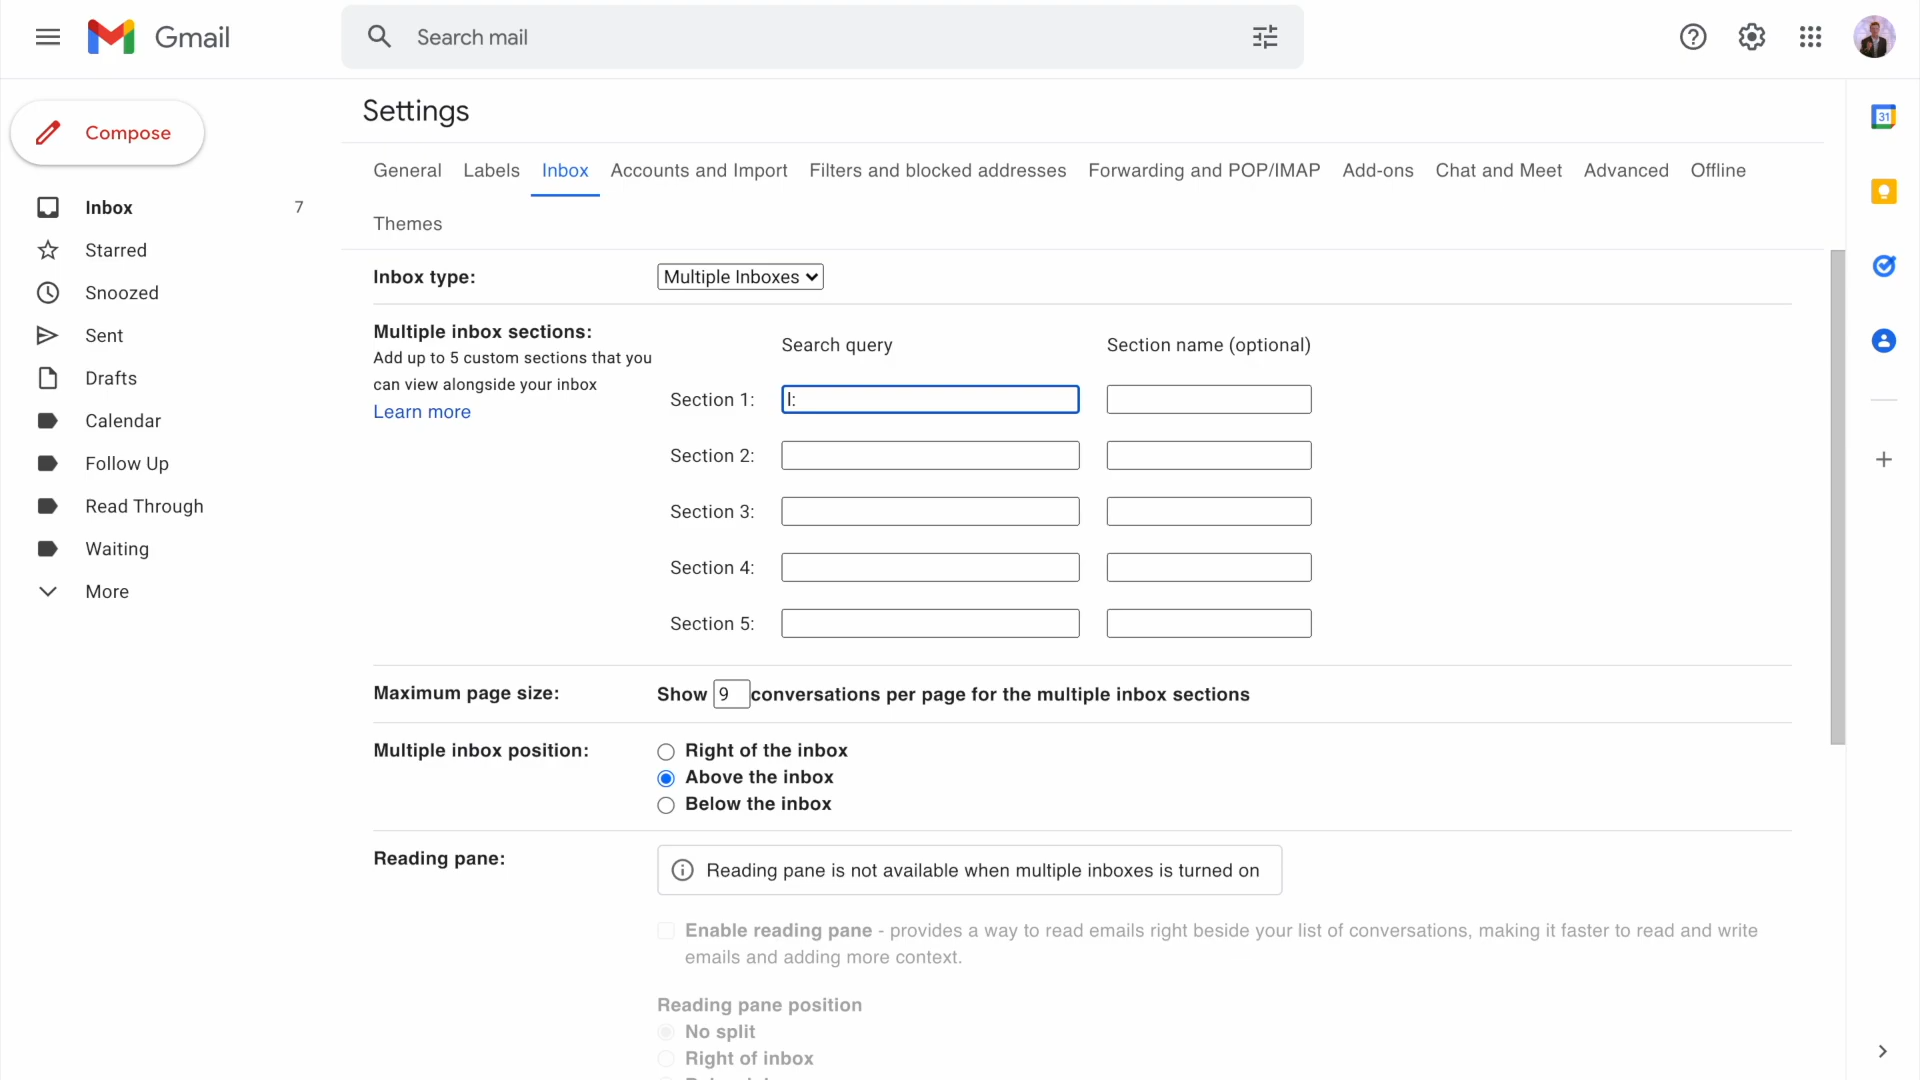 Gmail
Search mail
Compose
Inbox 7
Starred
Snoozed
Sent
Drafts
Calendar
Follow Up
Read Through
Waiting
More
Settings
General Labels Inbox Accounts and Import Filters and blocked addresses Forwarding and POP/IMAP Add-ons Chat and Meet Advanced Offline
Themes
Inbox type: Multiple Inboxes
Multiple inbox sections:
Add up to 5 custom sections that you
can view alongside your inbox
Learn more
Search query Section name (optional)
Section 1: l:
Section 2:
Section 3:
Section 4:
Section 5:
Maximum page size: Show 9 conversations per page for the multiple inbox sections
Multiple inbox position: Right of the inbox
Above the inbox
Below the inbox
Reading pane: Reading pane is not available when multiple inboxes is turned on
Enable reading pane - provides a way to read emails right beside your list of conversations, making it faster to read and write
emails and adding more context.
Reading pane position
No split
Right of inbox
31